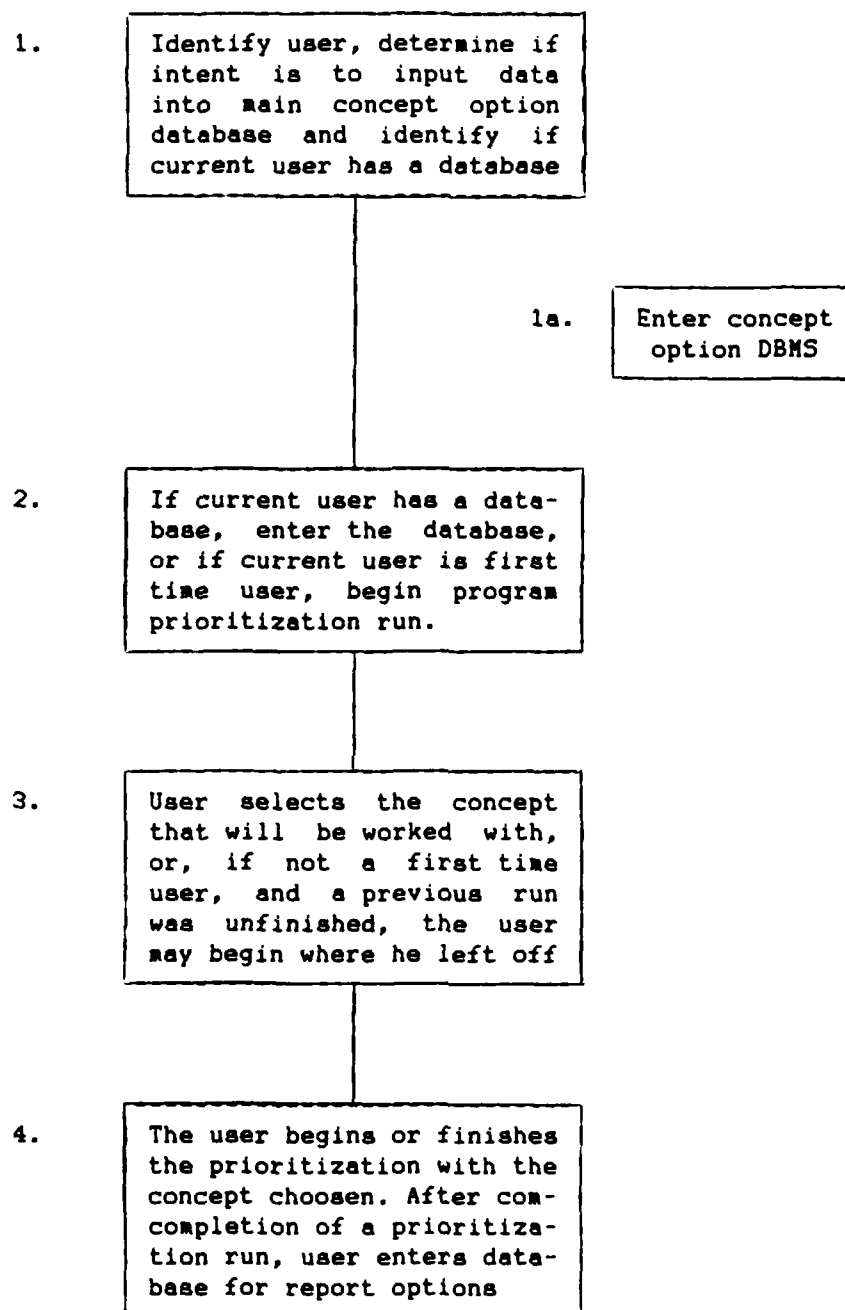 1. Identify user, determine if
intent is to input data
into main concept option
database and identify if
current user has a database
1a. Enter concept
option DBMS
2. If current user has a data-
base, enter the database,
or if current user is first
time user, begin program
prioritization run.
3. User selects the concept
that will be worked with,
or, if not a first time
user, and a previous run
was unfinished, the user
may begin where he left off
4. The user begins or finishes
the prioritization with the
concept choosen. After com-
completion of a prioritiza-
tion run, user enters data-
base for report options